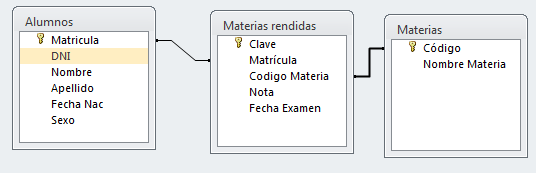 Alumnos
Matricula
DNI
Nombre
Apellido
Fecha Nac
Sexo
Materias rendidas
Clave
Matrícula
Codigo Materia
Nota
Fecha Examen
Materias
Código
Nombre Materia